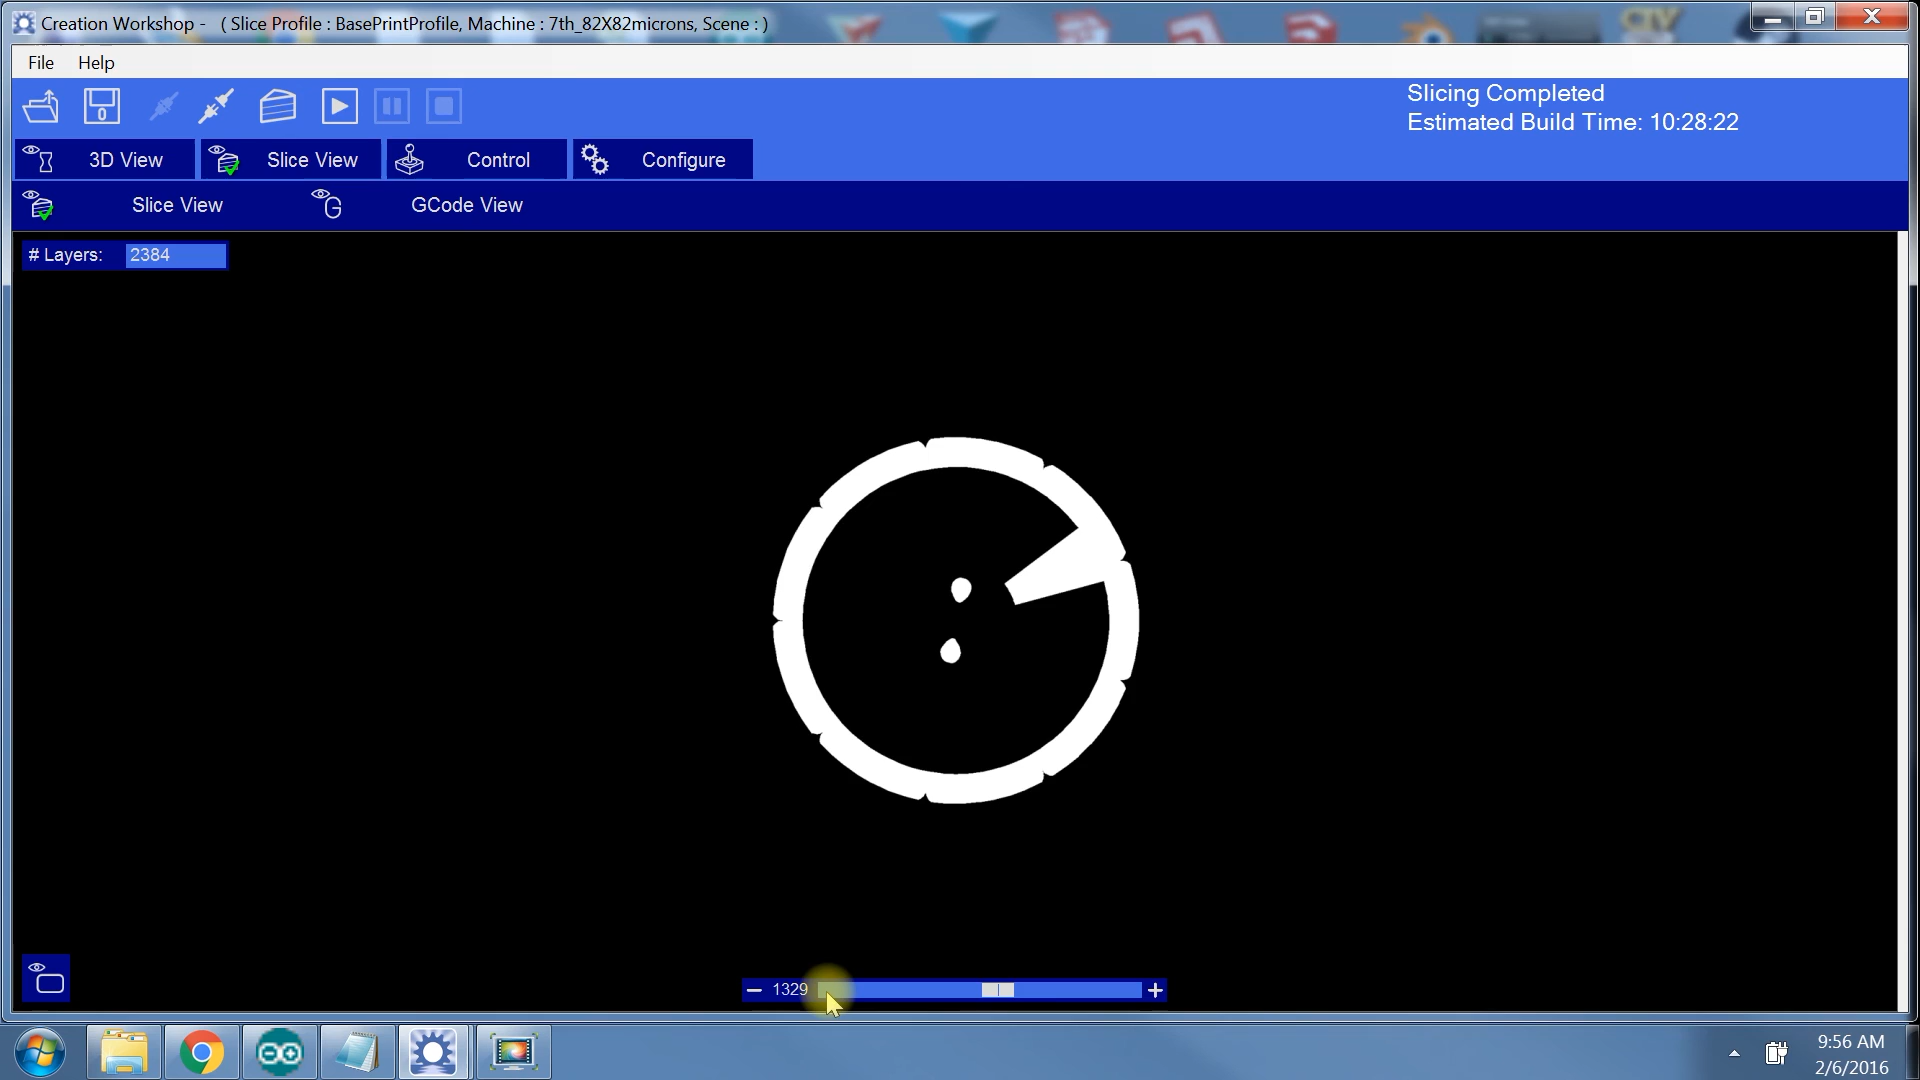 Creation Workshop - ( Slice Profile : BasePrintProfile, Machine : 7th_82X82microns, Scene : )
File Help
Slicing Completed
Estimated Build Time: 10:28:22
3D View Slice View Control Configure
Slice View GCode View
# Layers: 2384
1329
9:56 AM
2/6/2016